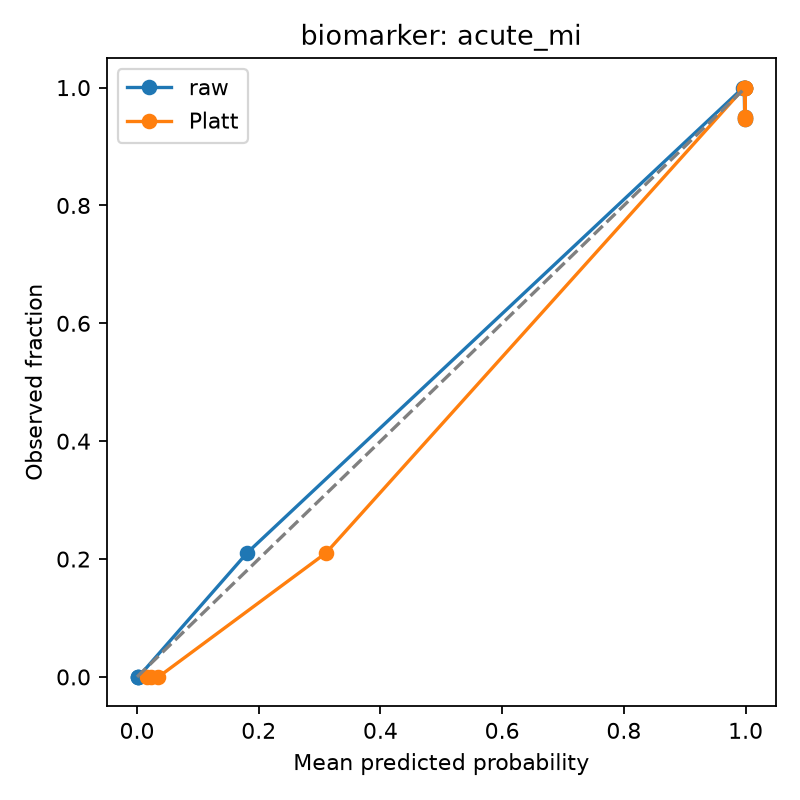 biomarker: acute_mi
raw
Platt
1.0
0.8
0.6
0.4
0.2
0.0
Observed fraction
0.0 0.2 0.4 0.6 0.8 1.0
Mean predicted probability